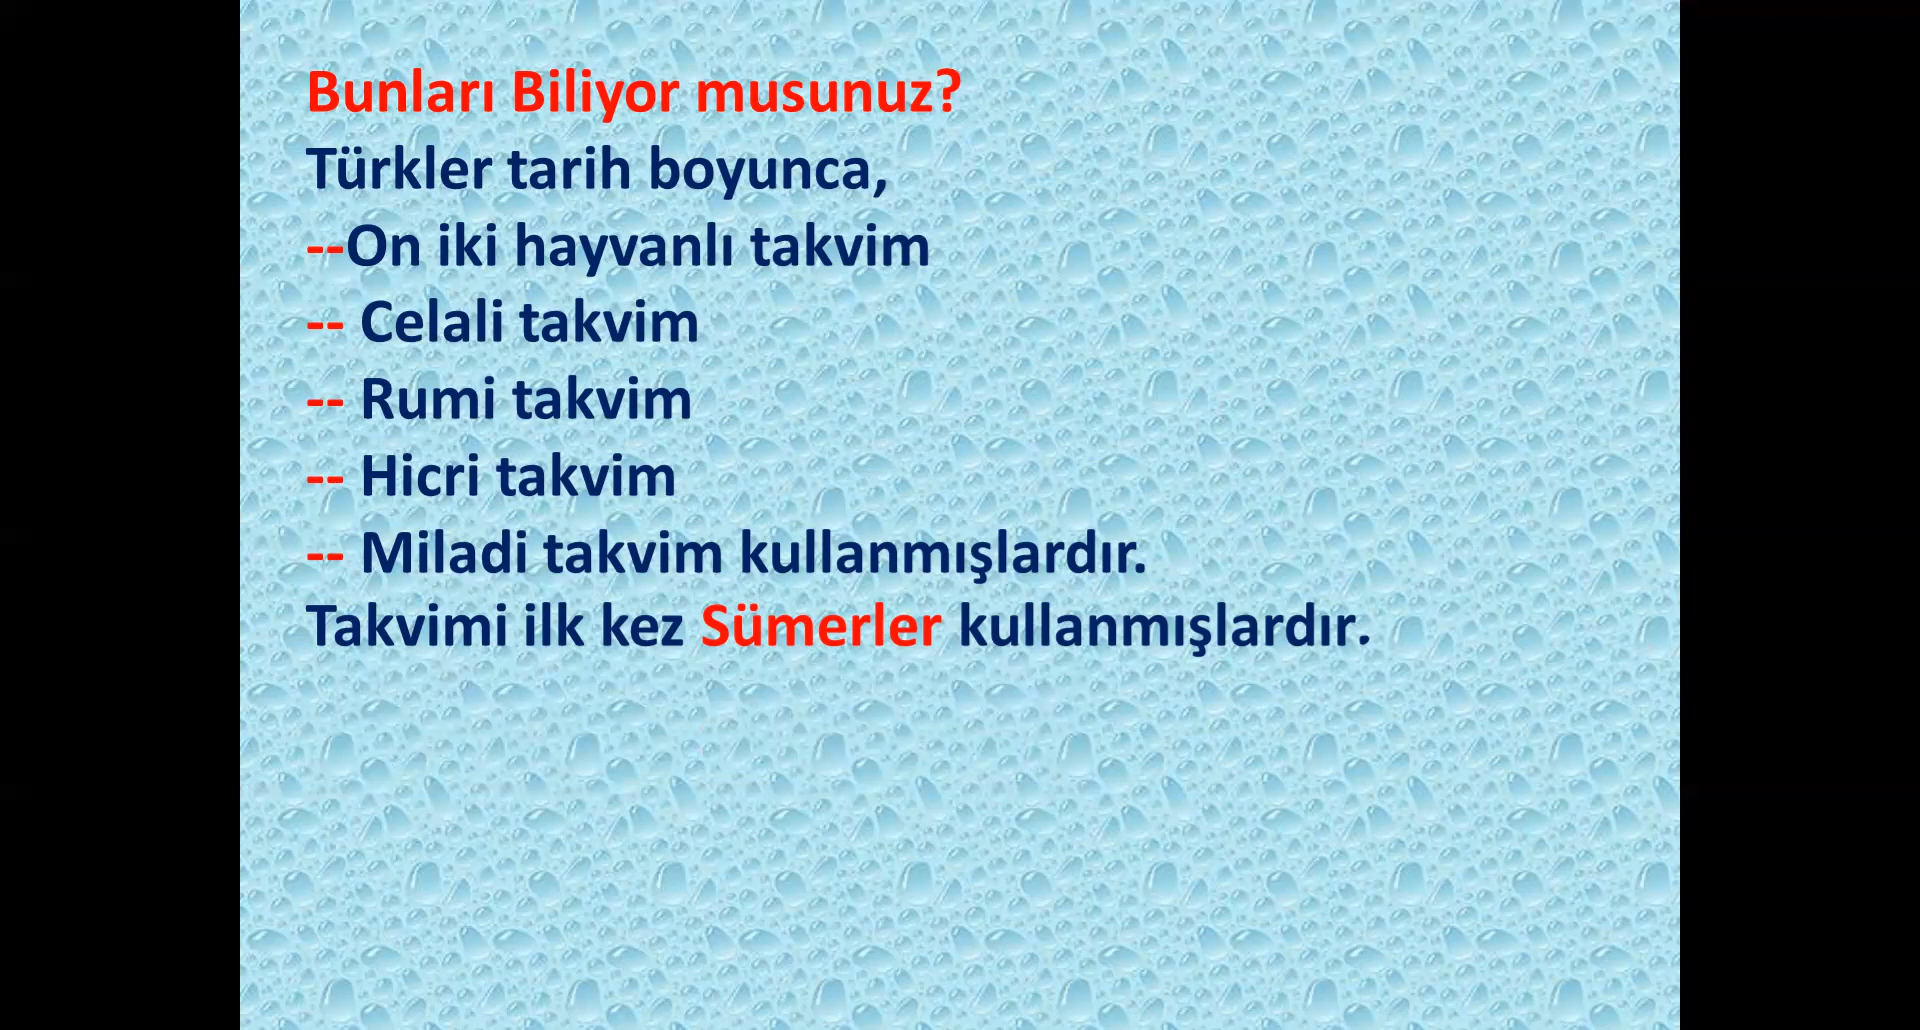 Bunları Biliyor musunuz?
Türkler tarih boyunca,
--On iki hayvanlı takvim
-- Celali takvim
-- Rumi takvim
-- Hicri takvim
-- Miladi takvim kullanmışlardır.
Takvimi ilk kez Sümerler kullanmışlardır.